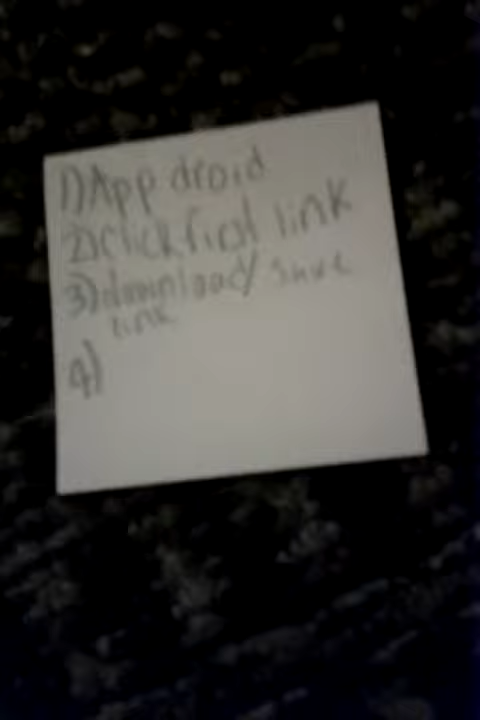 1) App droid
2) click first link
3) download/ save
link
4)